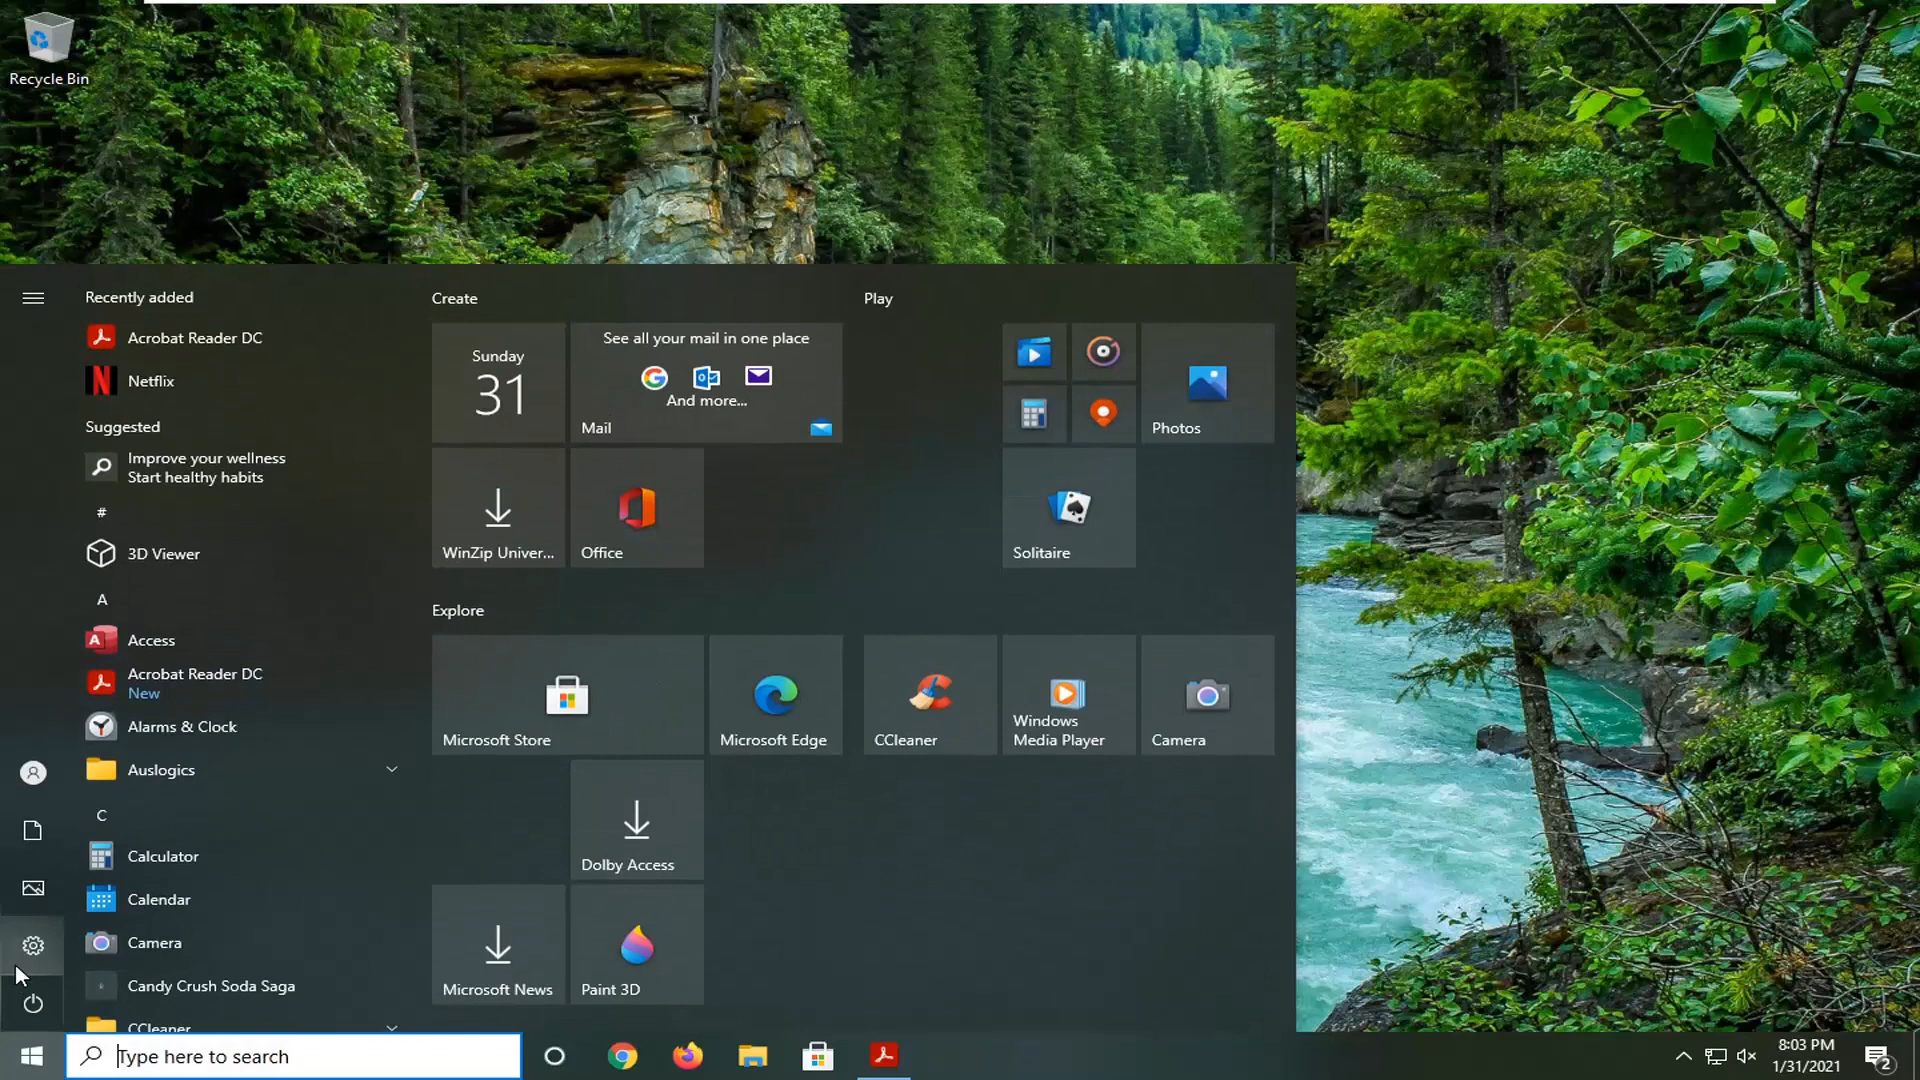 Recycle Bin
Recently added
Acrobat Reader DC
Netflix
Suggested
Improve your wellness
Start healthy habits
#
3D Viewer
A
Access
Acrobat Reader DC
New
Alarms & Clock
Auslogics
C
Calculator
Calendar
Camera
Candy Crush Soda Saga
CCleaner
Create
Sunday
31
See all your mail in one place
And more...
Mail
WinZip Univer...
Office
Explore
Microsoft Store
Microsoft Edge
Dolby Access
Microsoft News
Paint 3D
Play
Photos
Solitaire
CCleaner
Windows
Media Player
Camera
Type here to search
8:03 PM
1/31/2021
2